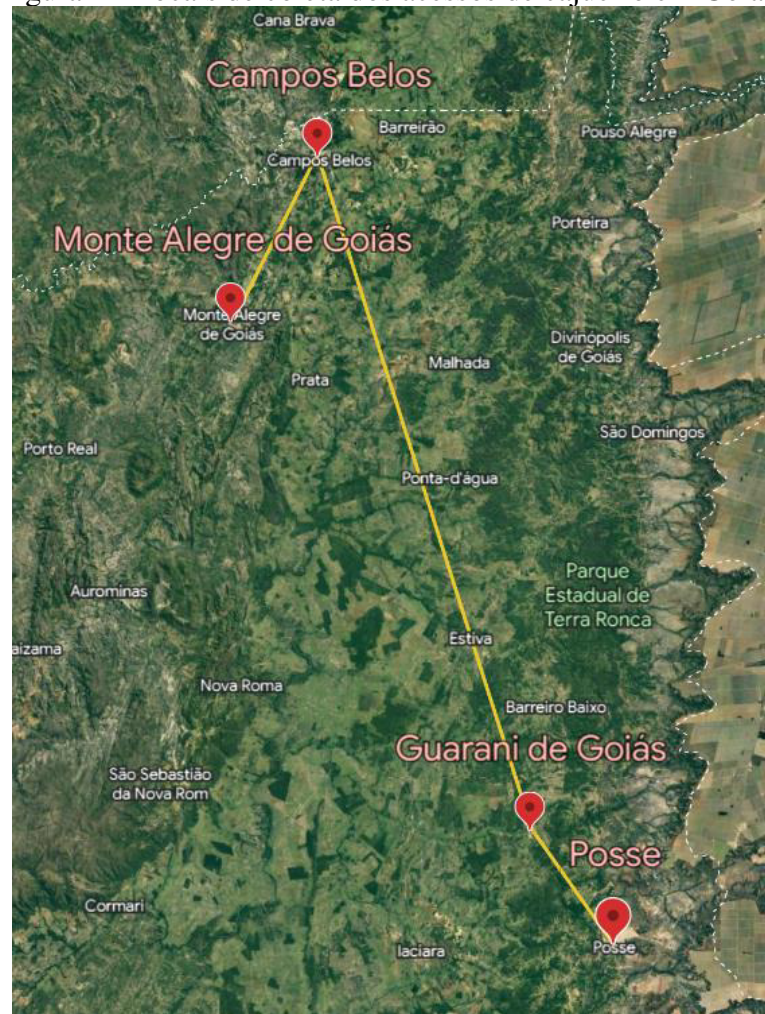 Cana Brava
Campos Belos
Barreirão
Pouso Alegre
Campos Belos
Porteira
Monte Alegre de Goiás
Monte Alegre
de Goiás
Divinópolis
de Goiás
Malhada
Prata
São Domingos
Porto Real
Ponta-d'água
Parque
Estadual de
Terra Ronca
Aurominas
Estiva
aizama
Nova Roma
Barreiro Baixo
Guarani de Goiás
São Sebastião
da Nova Rom
Posse
Cormari
Iaciara
Posse